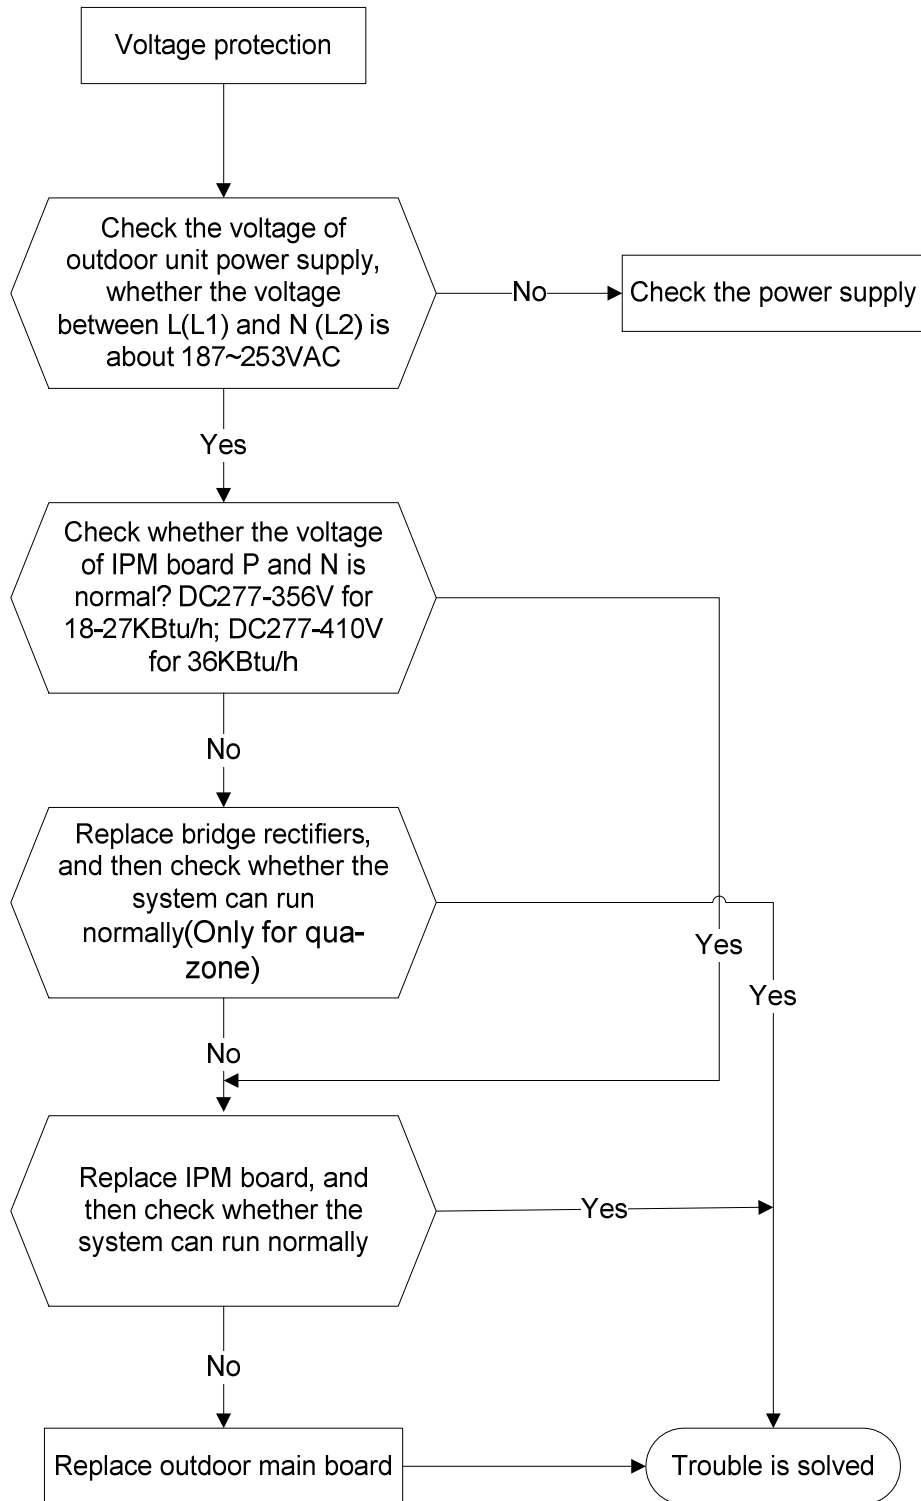 Voltage protection
Check the voltage of
outdoor unit power supply,
whether the voltage
between L(L1) and N (L2) is
about 187~253VAC
No
Check the power supply
Yes
Check whether the voltage
of IPM board P and N is
normal? DC277-356V for
18-27KBtu/h; DC277-410V
for 36KBtu/h
No
Replace bridge rectifiers,
and then check whether the
system can run
normally(Only for qua-
zone)
Yes
Yes
No
Replace IPM board, and
then check whether the
system can run normally
Yes
No
Replace outdoor main board
Trouble is solved